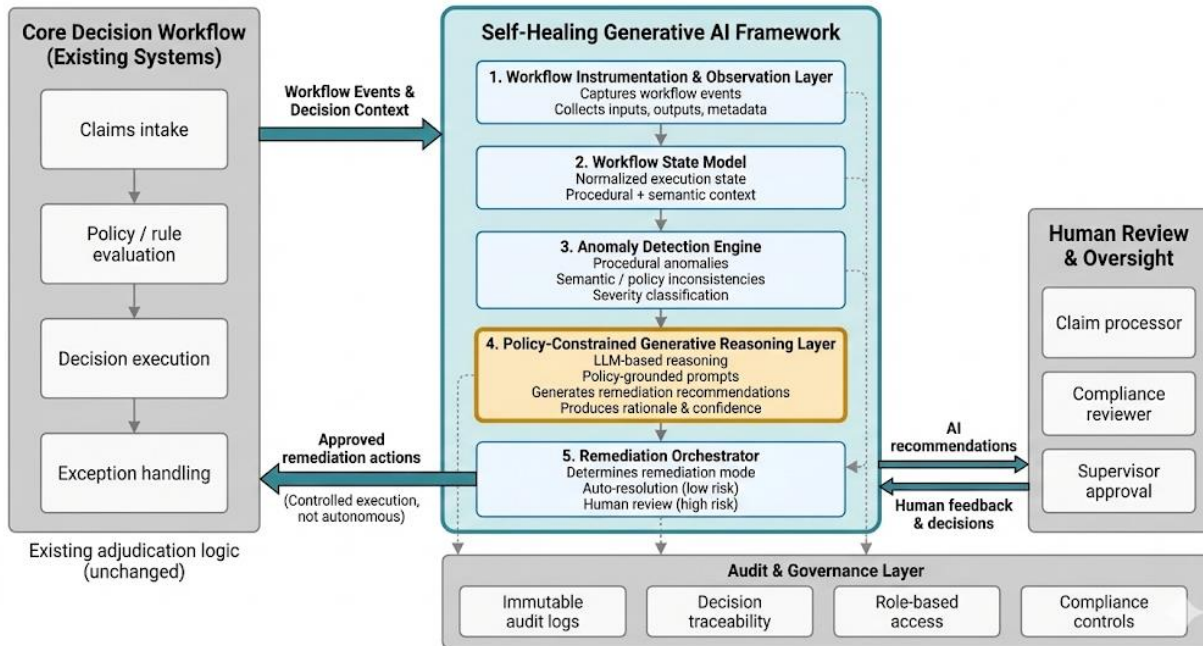 Core Decision Workflow
(Existing Systems)
Claims intake
Policy / rule
evaluation
Decision execution
Exception handling
Existing adjudication logic
(unchanged)
Workflow Events &
Decision Context
Approved
remediation actions
(Controlled execution,
not autonomous)
Self-Healing Generative AI Framework
1. Workflow Instrumentation & Observation Layer
Captures workflow events
Collects inputs, outputs, metadata
2. Workflow State Model
Normalized execution state
Procedural + semantic context
3. Anomaly Detection Engine
Procedural anomalies
Semantic / policy inconsistencies
Severity classification
4. Policy-Constrained Generative Reasoning Layer
LLM-based reasoning
Policy-grounded prompts
Generates remediation recommendations
Produces rationale & confidence
5. Remediation Orchestrator
Determines remediation mode
Auto-resolution (low risk)
Human review (high risk)
AI
recommendations
Human feedback
& decisions
Human Review
& Oversight
Claim processor
Compliance
reviewer
Supervisor
approval
Audit & Governance Layer
Immutable
audit logs
Decision
traceability
Role-based
access
Compliance
controls